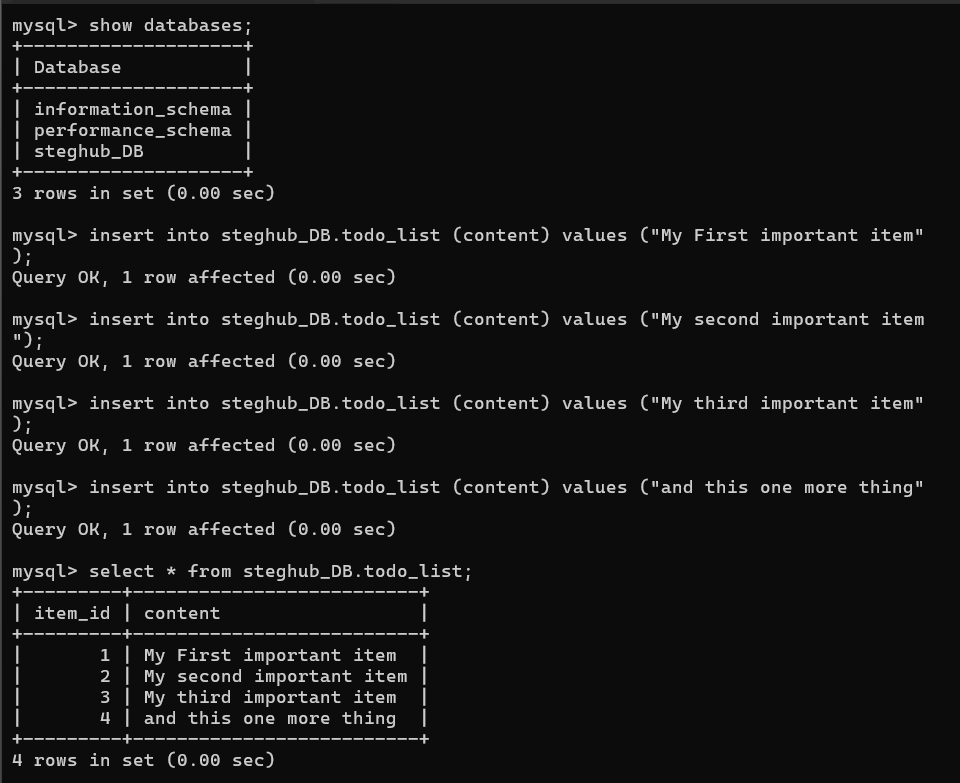 mysql> show databases;
+--------------------+
| Database           |
+--------------------+
| information_schema |
| performance_schema |
| steghub_DB         |
+--------------------+
3 rows in set (0.00 sec)

mysql> insert into steghub_DB.todo_list (content) values ("My First important item"
);
Query OK, 1 row affected (0.00 sec)

mysql> insert into steghub_DB.todo_list (content) values ("My second important item
");
Query OK, 1 row affected (0.00 sec)

mysql> insert into steghub_DB.todo_list (content) values ("My third important item"
);
Query OK, 1 row affected (0.00 sec)

mysql> insert into steghub_DB.todo_list (content) values ("and this one more thing"
);
Query OK, 1 row affected (0.00 sec)

mysql> select * from steghub_DB.todo_list;
+---------+--------------------------+
| item_id | content                  |
+---------+--------------------------+
|       1 | My First important item  |
|       2 | My second important item |
|       3 | My third important item  |
|       4 | and this one more thing  |
+---------+--------------------------+
4 rows in set (0.00 sec)